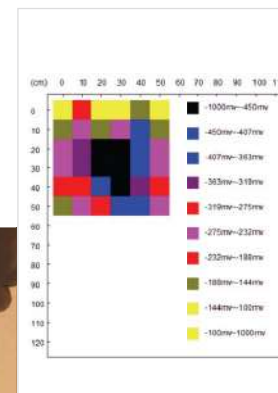 (cm) 0 10 20 30 40 50 60 70 80 90 100
0
10 -1000mv~-450mv
20 -450mv~-407mv
30 -407mv~-363mv
40 -363mv~-319mv
50 -319mv~-275mv
60 -275mv~-232mv
70 -232mv~-188mv
80 -188mv~-144mv
90 -144mv~-100mv
100 -100mv~1000mv
110
120